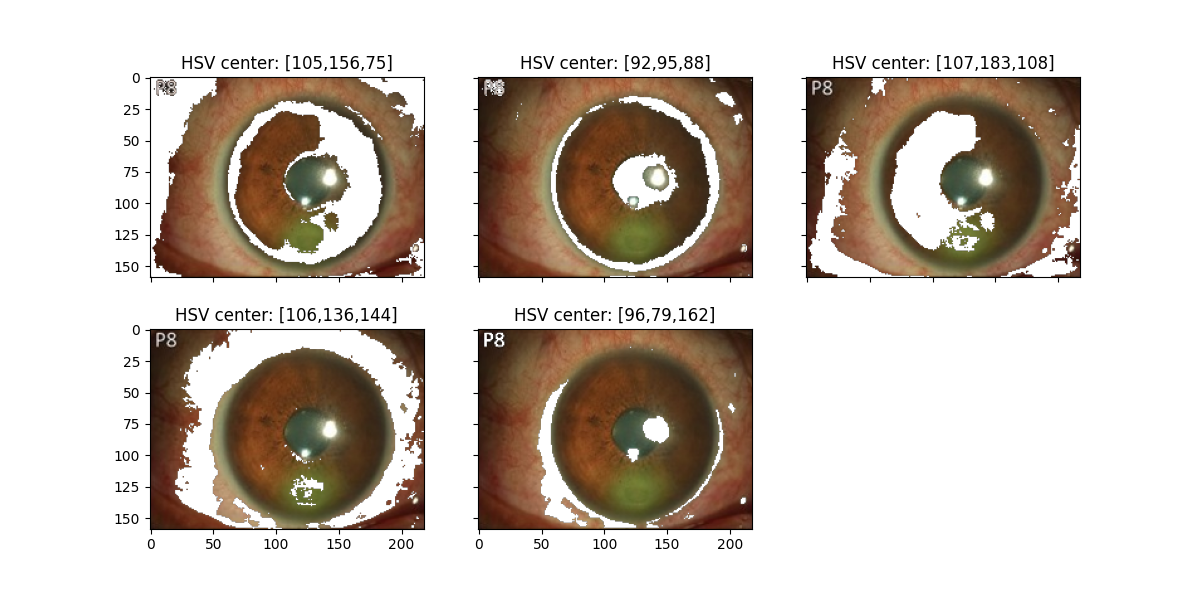 HSV center: [105,156,75]
HSV center: [92,95,88]
HSV center: [107,183,108]
0
25
50
75
100
125
150
P8
P8
P8
HSV center: [106,136,144]
HSV center: [96,79,162]
0
25
50
75
100
125
150
P8
P8
0 50 100 150 200
0 50 100 150 200